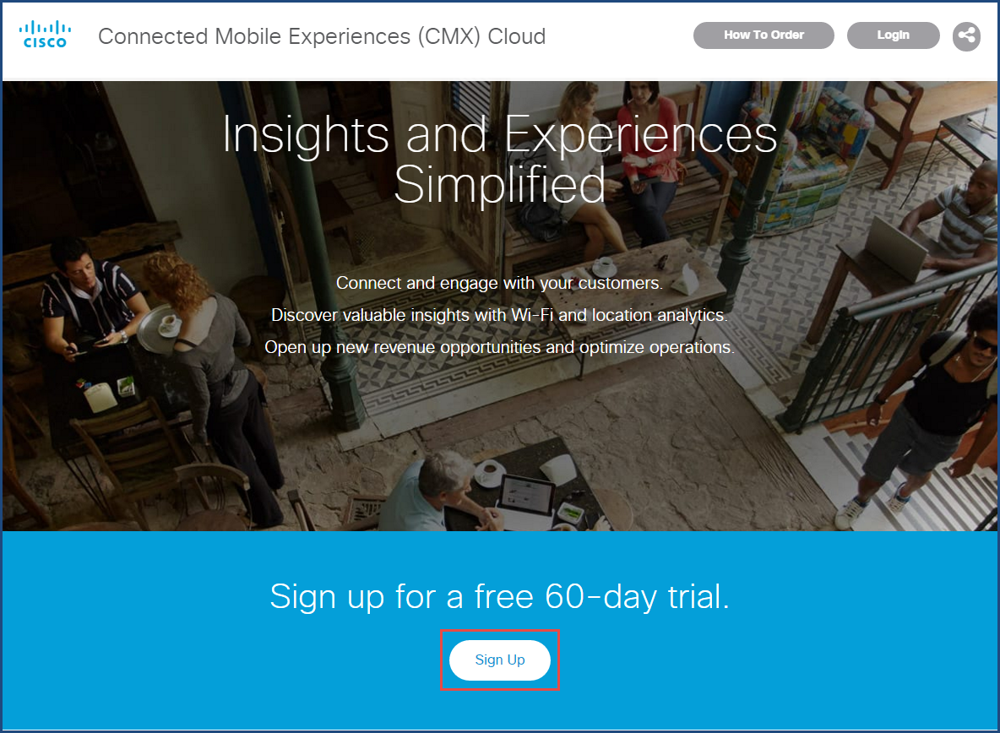 CISCO
Connected Mobile Experiences (CMX) Cloud
How To Order
Login
Insights and Experiences
Simplified
Connect and engage with your customers.
Discover valuable insights with Wi-Fi and location analytics.
Open up new revenue opportunities and optimize operations.
Sign up for a free 60-day trial.
Sign Up